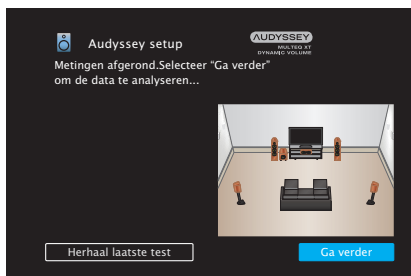 Audyssey setup
AUDYSSEY
MULTEQ XT
DYNAMIC VOLUME
Metingen afgerond.Selecteer “Ga verder”
om de data te analyseren...
Herhaal laatste test
Ga verder